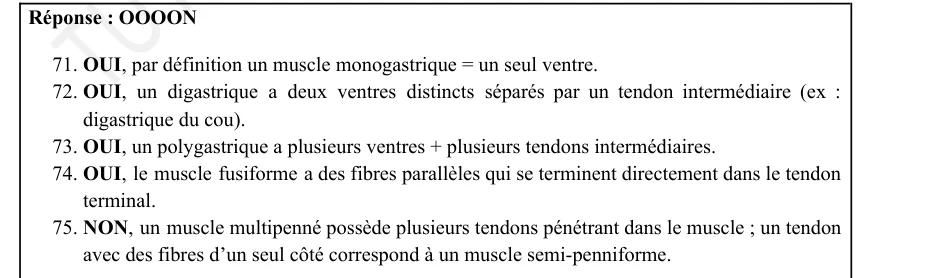 Réponse : OOOON
71. OUI, par définition un muscle monogastrique = un seul ventre.
72. OUI, un digastrique a deux ventres distincts séparés par un tendon intermédiaire (ex :
digastrique du cou).
73. OUI, un polygastrique a plusieurs ventres + plusieurs tendons intermédiaires.
74. OUI, le muscle fusiforme a des fibres parallèles qui se terminent directement dans le tendon
terminal.
75. NON, un muscle multipenné possède plusieurs tendons pénétrant dans le muscle ; un tendon
avec des fibres d’un seul côté correspond à un muscle semi-penniforme.